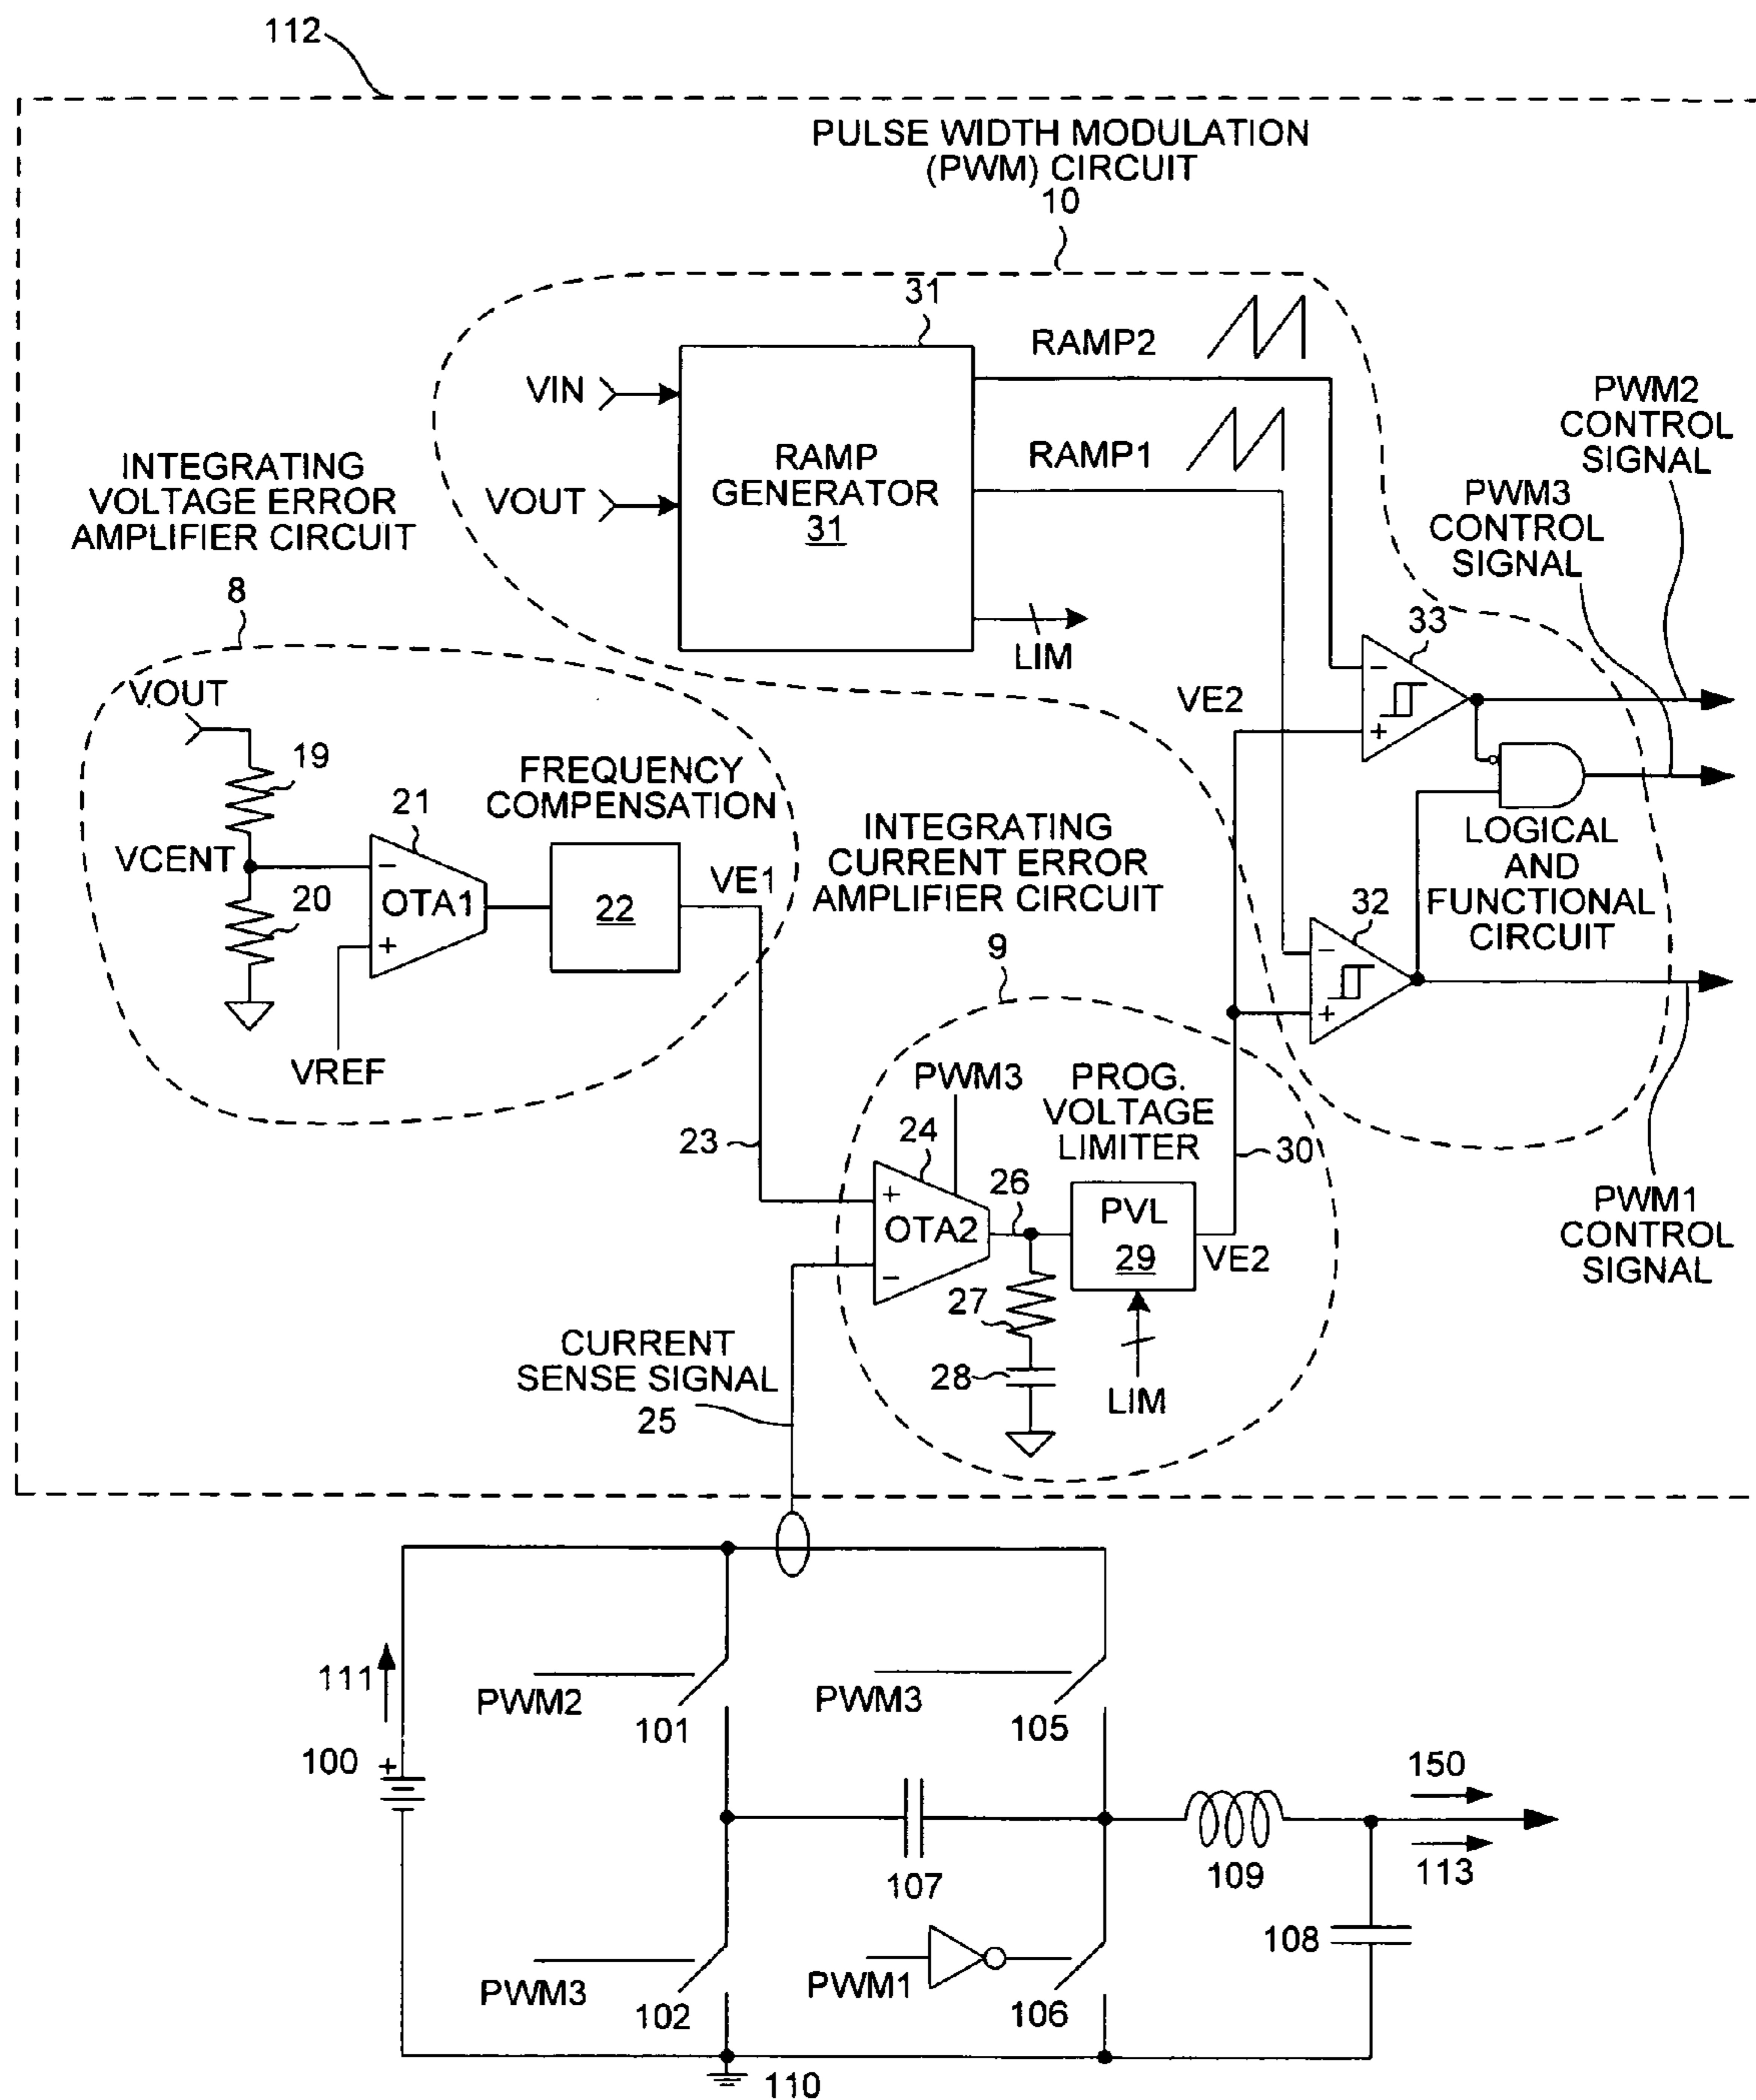 112
PULSE WIDTH MODULATION
(PWM) CIRCUIT
10
31
RAMP2
VIN
RAMP1
VOUT
RAMP
GENERATOR
31
LIM
PWM2
CONTROL
SIGNAL
PWM3
CONTROL
SIGNAL
INTEGRATING
VOLTAGE ERROR
AMPLIFIER CIRCUIT
8
VOUT
19
VCENT
20
21
-
OTA1
+
VREF
FREQUENCY
COMPENSATION
22
VE1
INTEGRATING
CURRENT ERROR
AMPLIFIER CIRCUIT
9
VE2
33
-
+
LOGICAL
AND
FUNCTIONAL
CIRCUIT
32
-
+
PWM1
CONTROL
SIGNAL
23
PWM3
24
+
OTA2
-
26
PROG.
VOLTAGE
LIMITER
PVL
29
VE2
30
27
28
LIM
CURRENT
SENSE SIGNAL
25
111
100
+
PWM2
101
PWM3
105
107
109
150
113
108
PWM3
102
PWM1
106
110